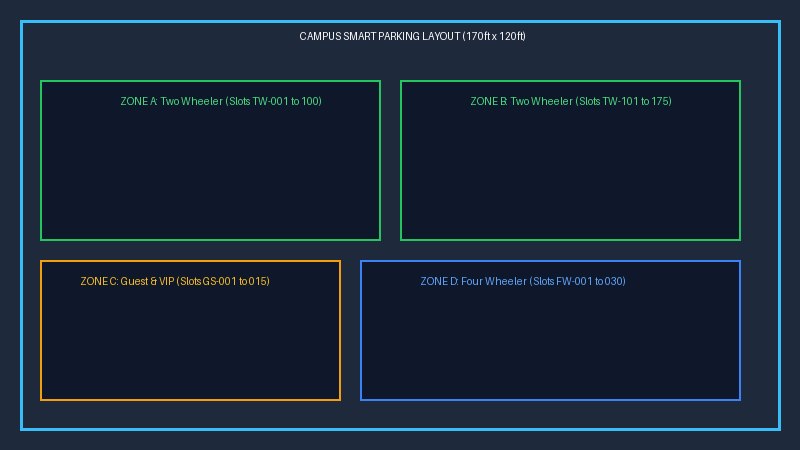 CAMPUS SMART PARKING LAYOUT (170ft x 120ft)
ZONE A: Two Wheeler (Slots TW-001 to 100)
ZONE B: Two Wheeler (Slots TW-101 to 175)
ZONE C: Guest & VIP (Slots GS-001 to 015)
ZONE D: Four Wheeler (Slots FW-001 to 030)